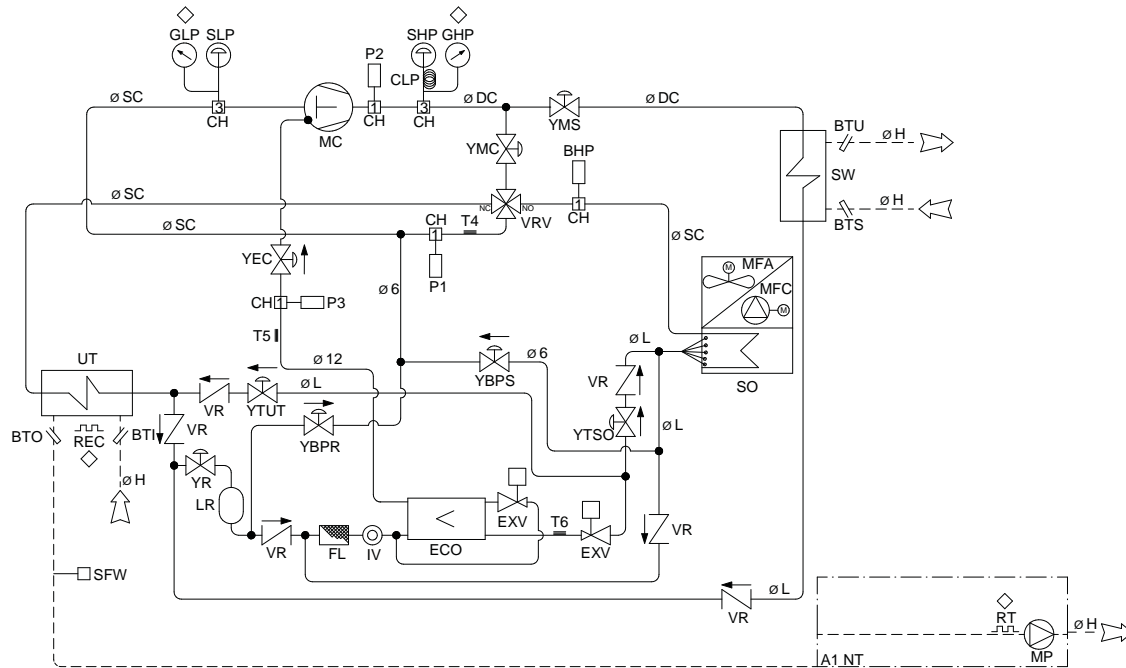 GLP SLP
SHP GHP
P2
CLP
Ø SC
3
CH
MC
1
CH
3
CH
Ø DC
YMS
Ø DC
YMC
BHP
BTU
Ø H
SW
Ø H
BTS
Ø SC
NC
NO
VRV
1
CH
Ø SC
CH
1
T4
P1
Ø SC
YEC
Ø 6
MFA
M
MFC
M
CH
1
P3
T5
Ø L
SO
UT
Ø 12
YBPS
Ø 6
VR
YTSO
Ø L
VR
YTUT
Ø L
BTO
REC
BTI
VR
YBPR
Ø H
YR
LR
VR
FL
IV
<
ECO
EXV
T6
EXV
VR
SFW
VR
Ø L
RT
MP
Ø H
A1 NT